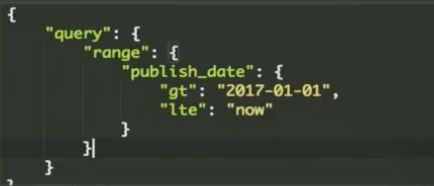 {
    "query": {
        "range": {
            "publish_date": {
                "gt": "2017-01-01",
                "lte": "now"
            }
        }
    }
}